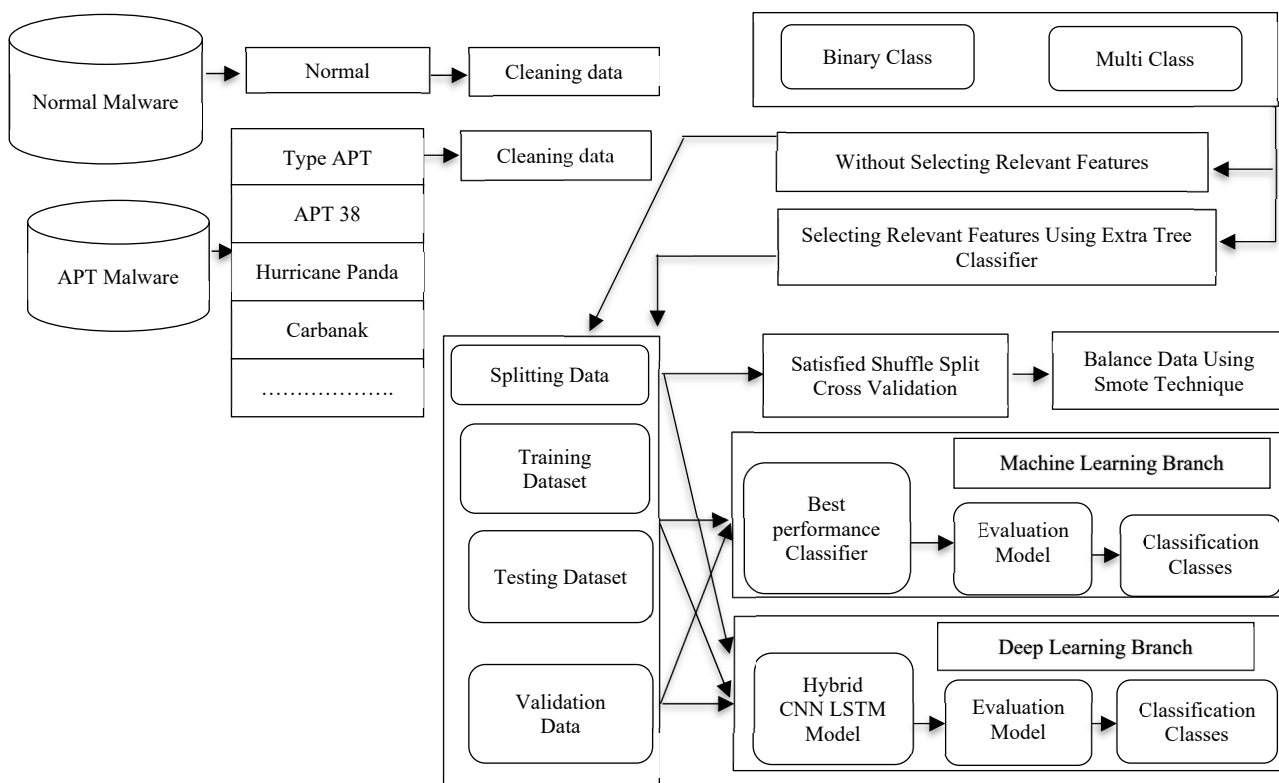 Normal Malware
Normal
Cleaning data
Binary Class
Multi Class
APT Malware
Type APT
APT 38
Hurricane Panda
Carbanak
………………..
Cleaning data
Without Selecting Relevant Features
Selecting Relevant Features Using Extra Tree
Classifier
Splitting Data
Training
Dataset
Testing Dataset
Validation
Data
Satisfied Shuffle Split
Cross Validation
Balance Data Using
Smote Technique
Machine Learning Branch
Best
performance
Classifier
Evaluation
Model
Classification
Classes
Deep Learning Branch
Hybrid
CNN LSTM
Model
Evaluation
Model
Classification
Classes